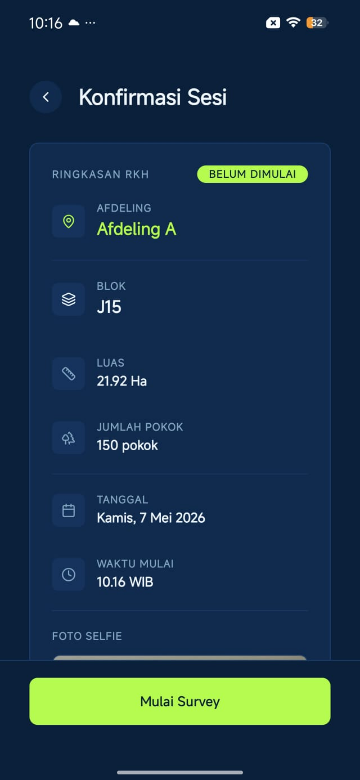 10:16
32
Konfirmasi Sesi
RINGKASAN RKH
BELUM DIMULAI
AFDELING
Afdeling A
BLOK
J15
LUAS
21.92 Ha
JUMLAH POKOK
150 pokok
TANGGAL
Kamis, 7 Mei 2026
WAKTU MULAI
10.16 WIB
FOTO SELFIE
Mulai Survey